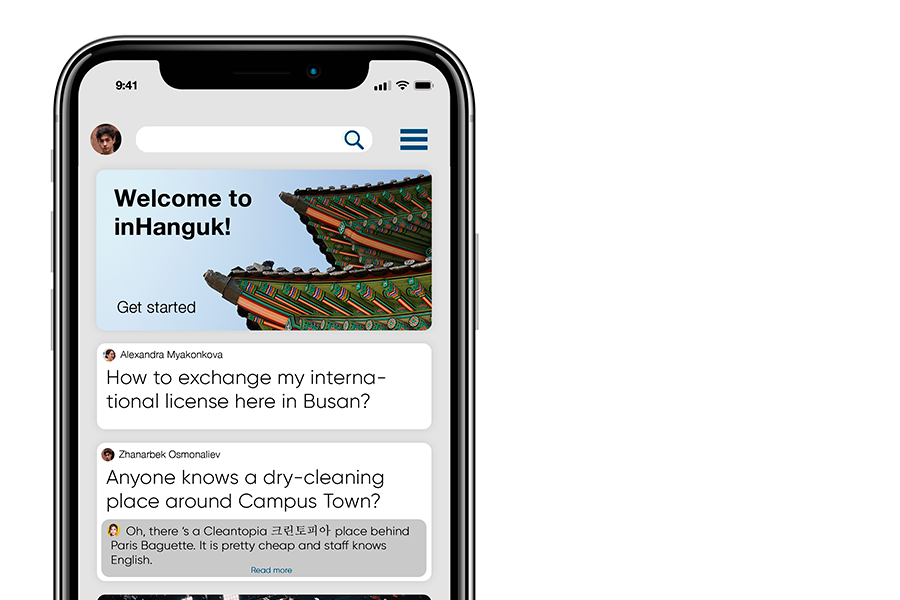 9:41
Welcome to
inHanguk!
Get started
Alexandra Myakonkova
How to exchange my interna-
tional license here in Busan?
Zhanarbek Osmonaliev
Anyone knows a dry-cleaning
place around Campus Town?
Oh, there 's a Cleantopia 크린토피아 place behind
Paris Baguette. It is pretty cheap and staff knows
English.
Read more